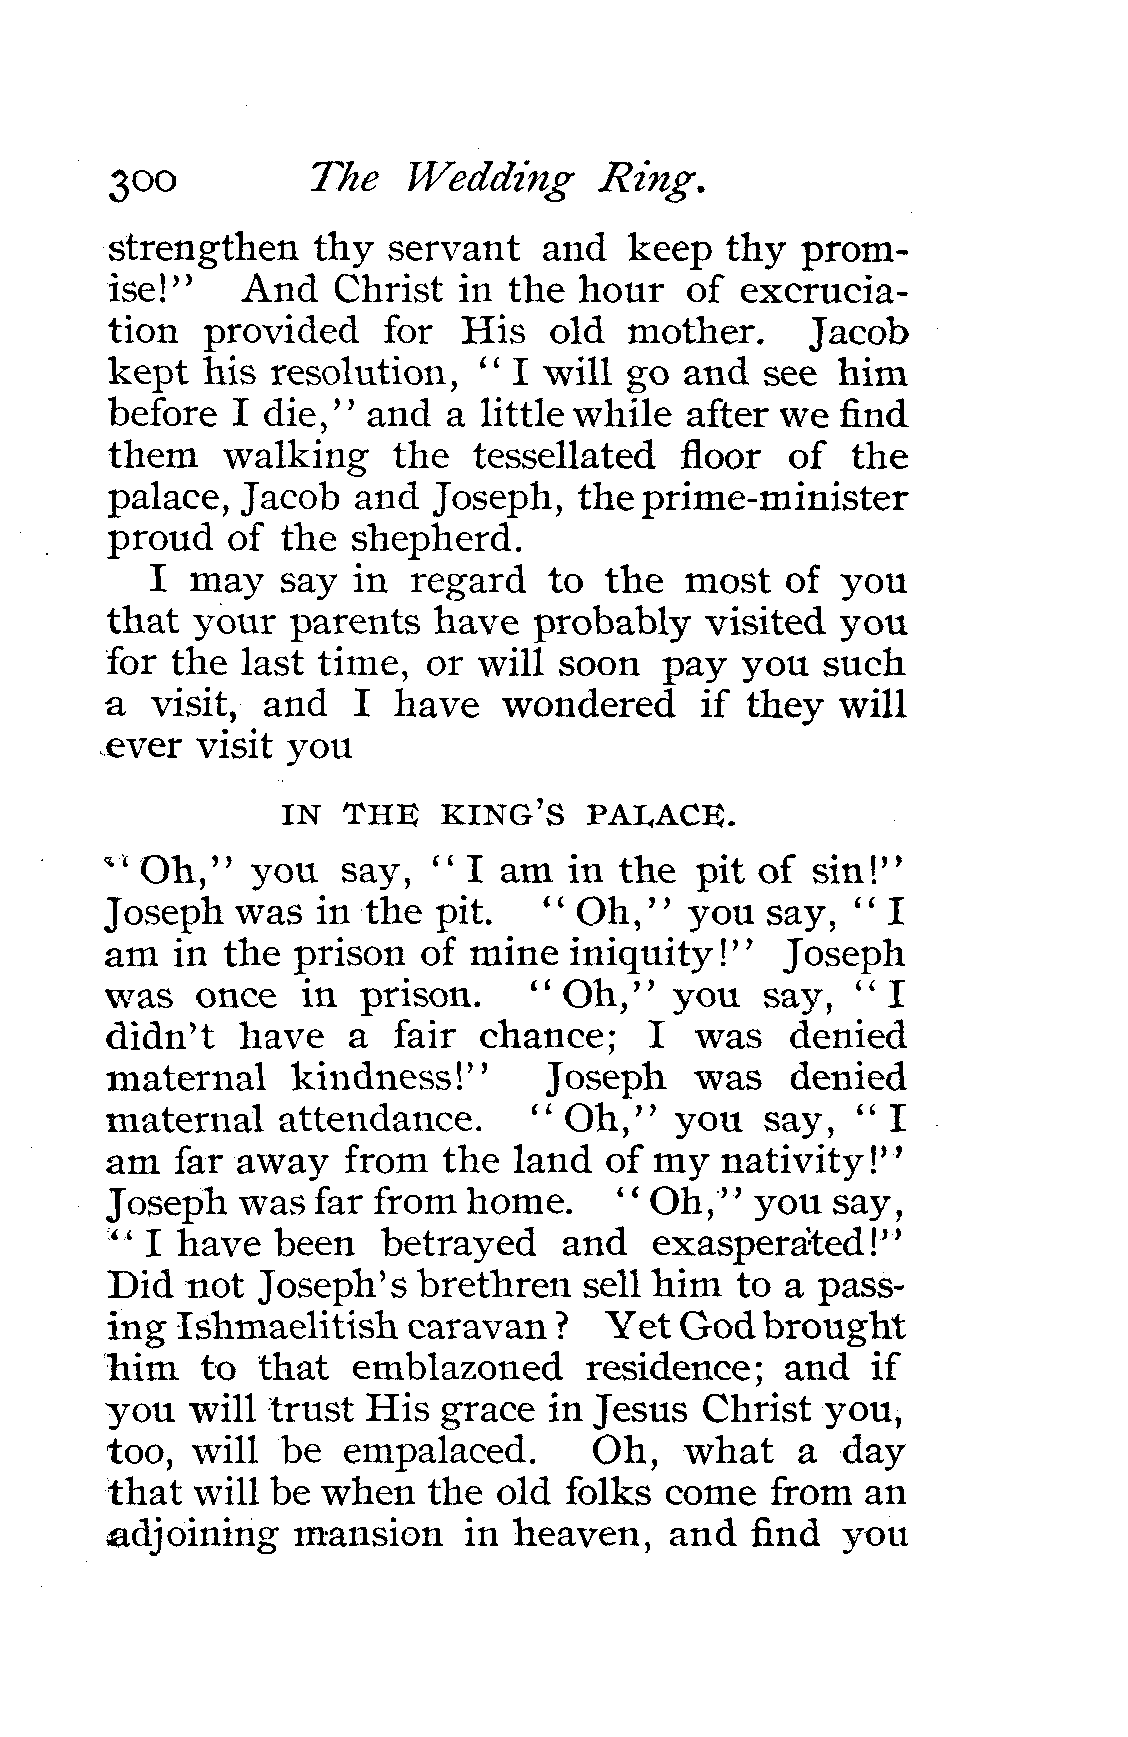 300 The Wedding Ring.
strengthen thy servant and keep thy prom-
ise!" And Christ in the hour of excrucia-
tion provided for His old mother. Jacob
kept his resolution, "I will go and see him
before I die," and a little while after we find
them walking the tessellated floor of the
palace, Jacob and Joseph, the prime-minister
proud of the shepherd.
I may say in regard to the most of you
that your parents have probably visited you
for the last time, or will soon pay you such
a visit, and I have wondered if they will
ever visit you
IN THE KING'S PALACE.
"Oh," you say, "I am in the pit of sin!"
Joseph was in the pit. "Oh," you say, "I
am in the prison of mine iniquity!" Joseph
was once in prison. "Oh," you say, "I
didn't have a fair chance; I was denied
maternal kindness!" Joseph was denied
maternal attendance. "Oh," you say, "I
am far away from the land of my nativity!"
Joseph was far from home. "Oh," you say,
"I have been betrayed and exasperated!"
Did not Joseph's brethren sell him to a pass-
ing Ishmaelitish caravan? Yet God brought
him to that emblazoned residence; and if
you will trust His grace in Jesus Christ you,
too, will be empalaced. Oh, what a day
that will be when the old folks come from an
adjoining mansion in heaven, and find you